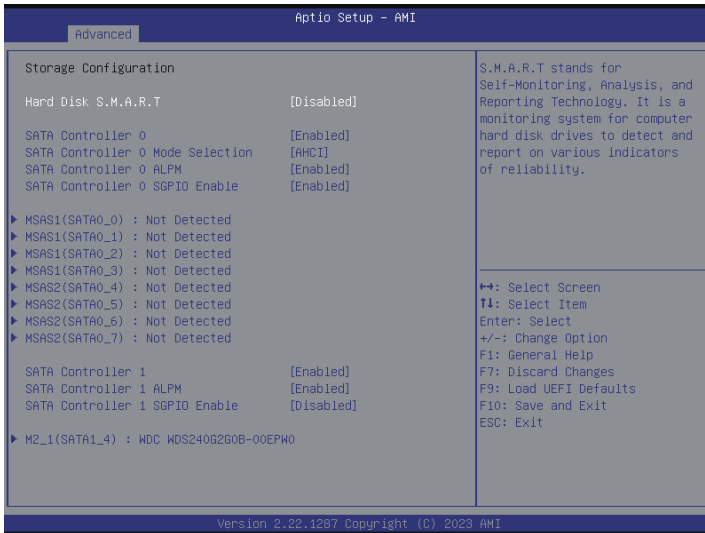 Aptio Setup – AMI
Advanced
Storage Configuration
Hard Disk S.M.A.R.T [Disabled]
SATA Controller 0 [Enabled]
SATA Controller 0 Mode Selection [AHCI]
SATA Controller 0 ALPM [Enabled]
SATA Controller 0 SGPIO Enable [Enabled]
MSAS1(SATA0_0) : Not Detected
MSAS1(SATA0_1) : Not Detected
MSAS1(SATA0_2) : Not Detected
MSAS1(SATA0_3) : Not Detected
MSAS2(SATA0_4) : Not Detected
MSAS2(SATA0_5) : Not Detected
MSAS2(SATA0_6) : Not Detected
MSAS2(SATA0_7) : Not Detected
SATA Controller 1 [Enabled]
SATA Controller 1 ALPM [Enabled]
SATA Controller 1 SGPIO Enable [Disabled]
M2_1(SATA1_4) : WDC WDS240G2G0B-00EPW0
S.M.A.R.T stands for
Self-Monitoring, Analysis, and
Reporting Technology. It is a
monitoring system for computer
hard disk drives to detect and
report on various indicators
of reliability.
↔: Select Screen
↑↓: Select Item
Enter: Select
+/-: Change Option
F1: General Help
F7: Discard Changes
F9: Load UEFI Defaults
F10: Save and Exit
ESC: Exit
Version 2.22.1287 Copyright (C) 2023 AMI